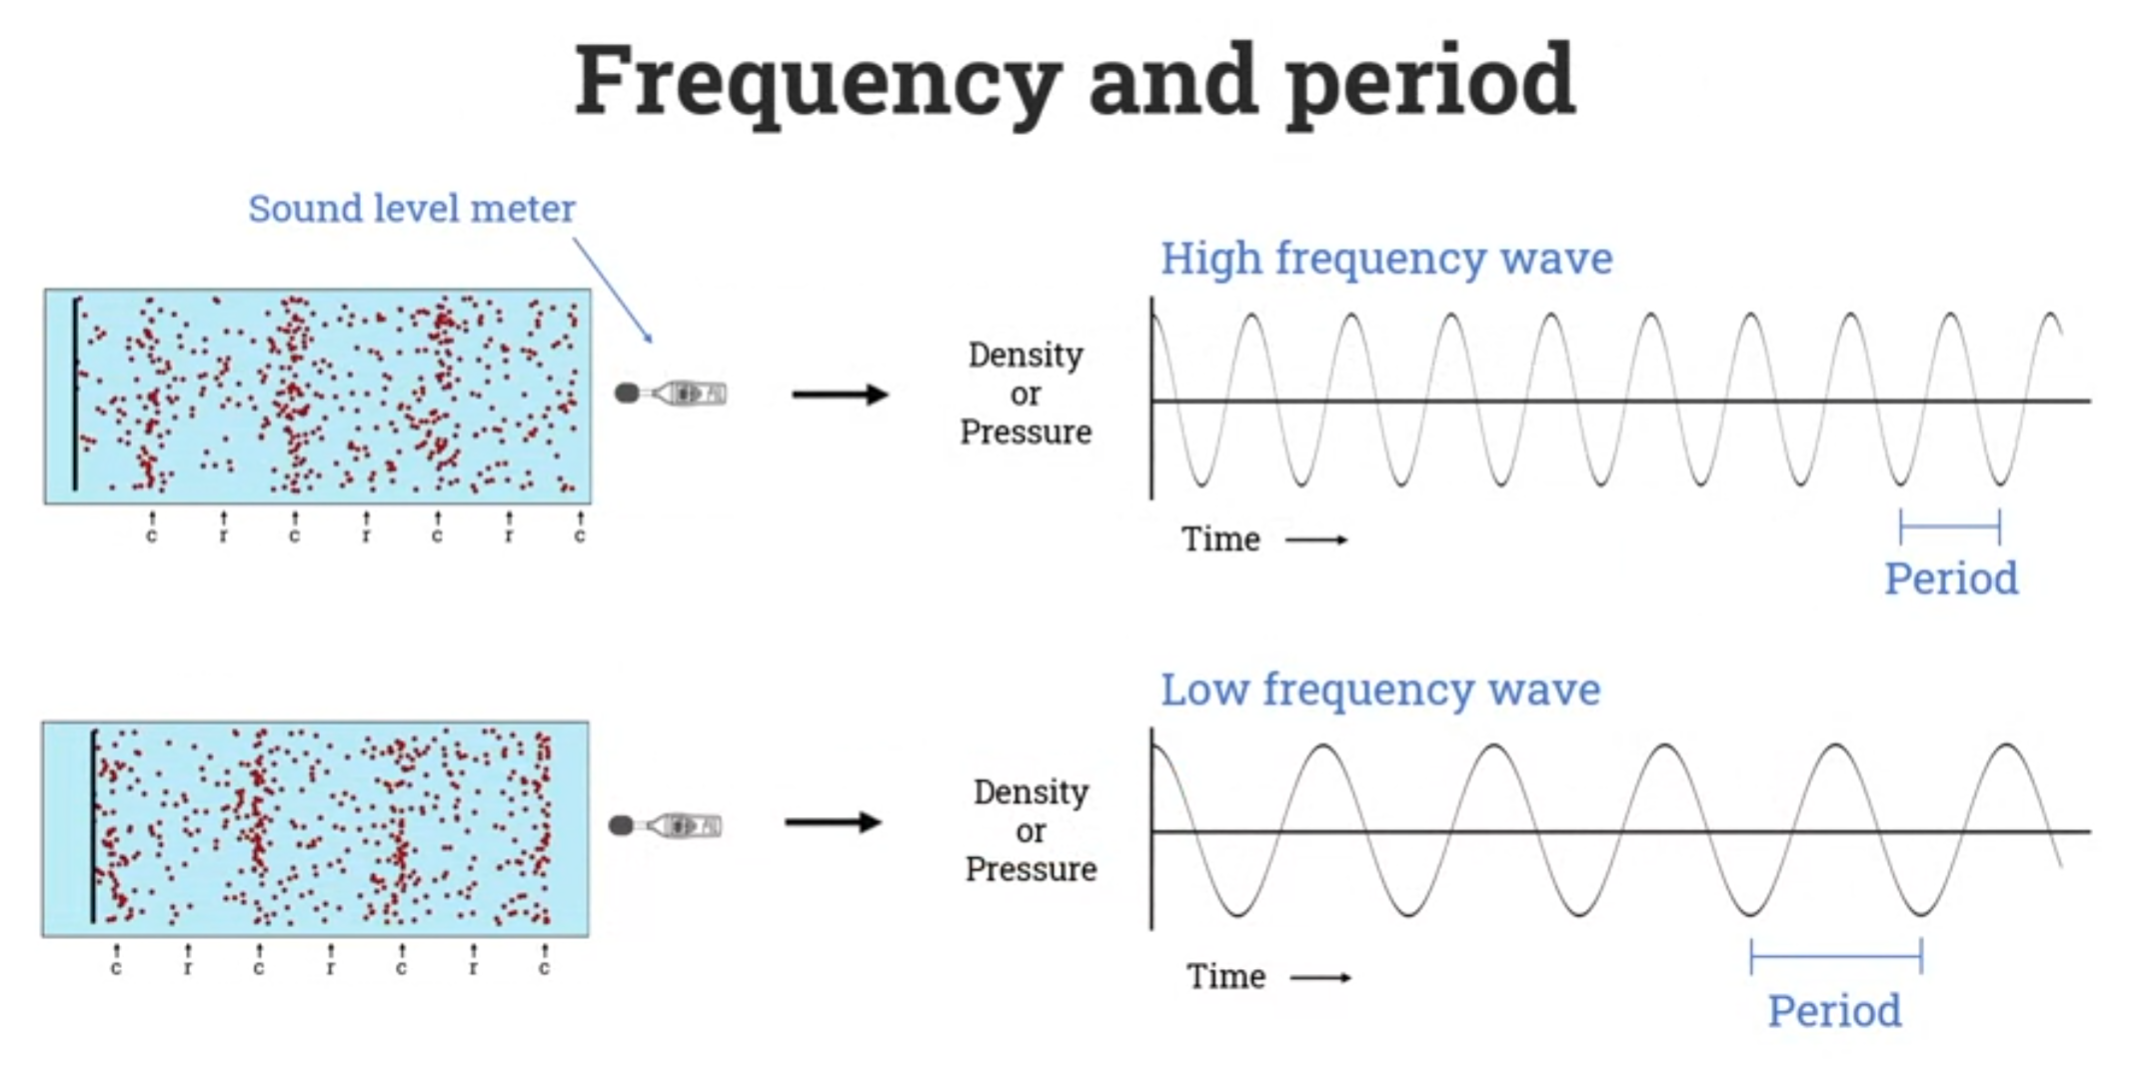 Frequency and period
Sound level meter
High frequency wave
Density
or
Pressure
Time
Period
c r c r c r c
Low frequency wave
Density
or
Pressure
Time
Period
c r c r c r c